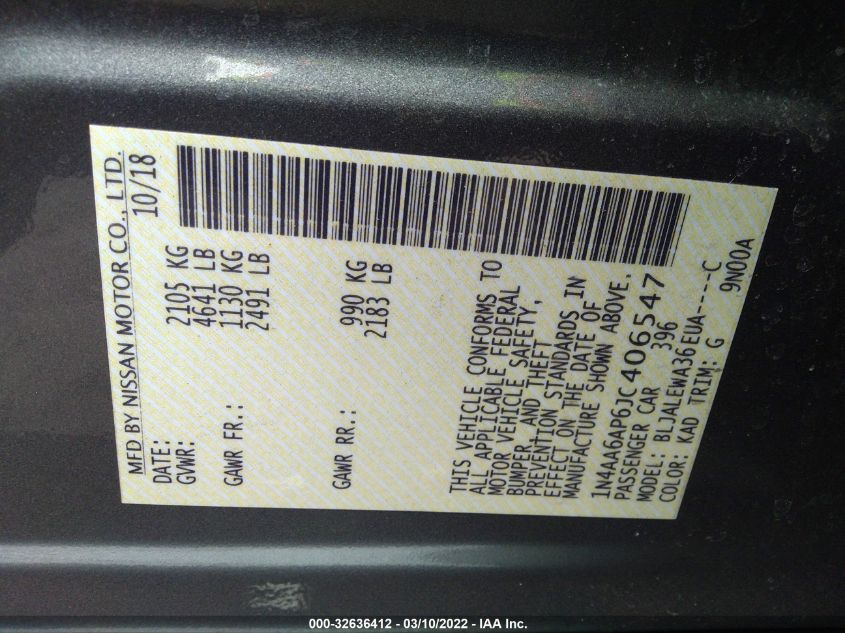 MFD BY NISSAN MOTOR CO., LTD.
DATE: 10/18
GVWR: 2105 KG
4641 LB
GAWR FR.: 1130 KG
2491 LB
GAWR RR.: 990 KG
2183 LB
THIS VEHICLE CONFORMS TO
ALL APPLICABLE FEDERAL
MOTOR VEHICLE SAFETY,
BUMPER, AND THEFT
PREVENTION STANDARDS IN
EFFECT ON THE DATE OF
MANUFACTURE SHOWN ABOVE.
1N4AA6AP6JC406547
PASSENGER CAR 396
MODEL: BLJALEWA36EUA-----C
COLOR: KAD TRIM: G 9N00A
000-32636412 - 03/10/2022 - IAA Inc.